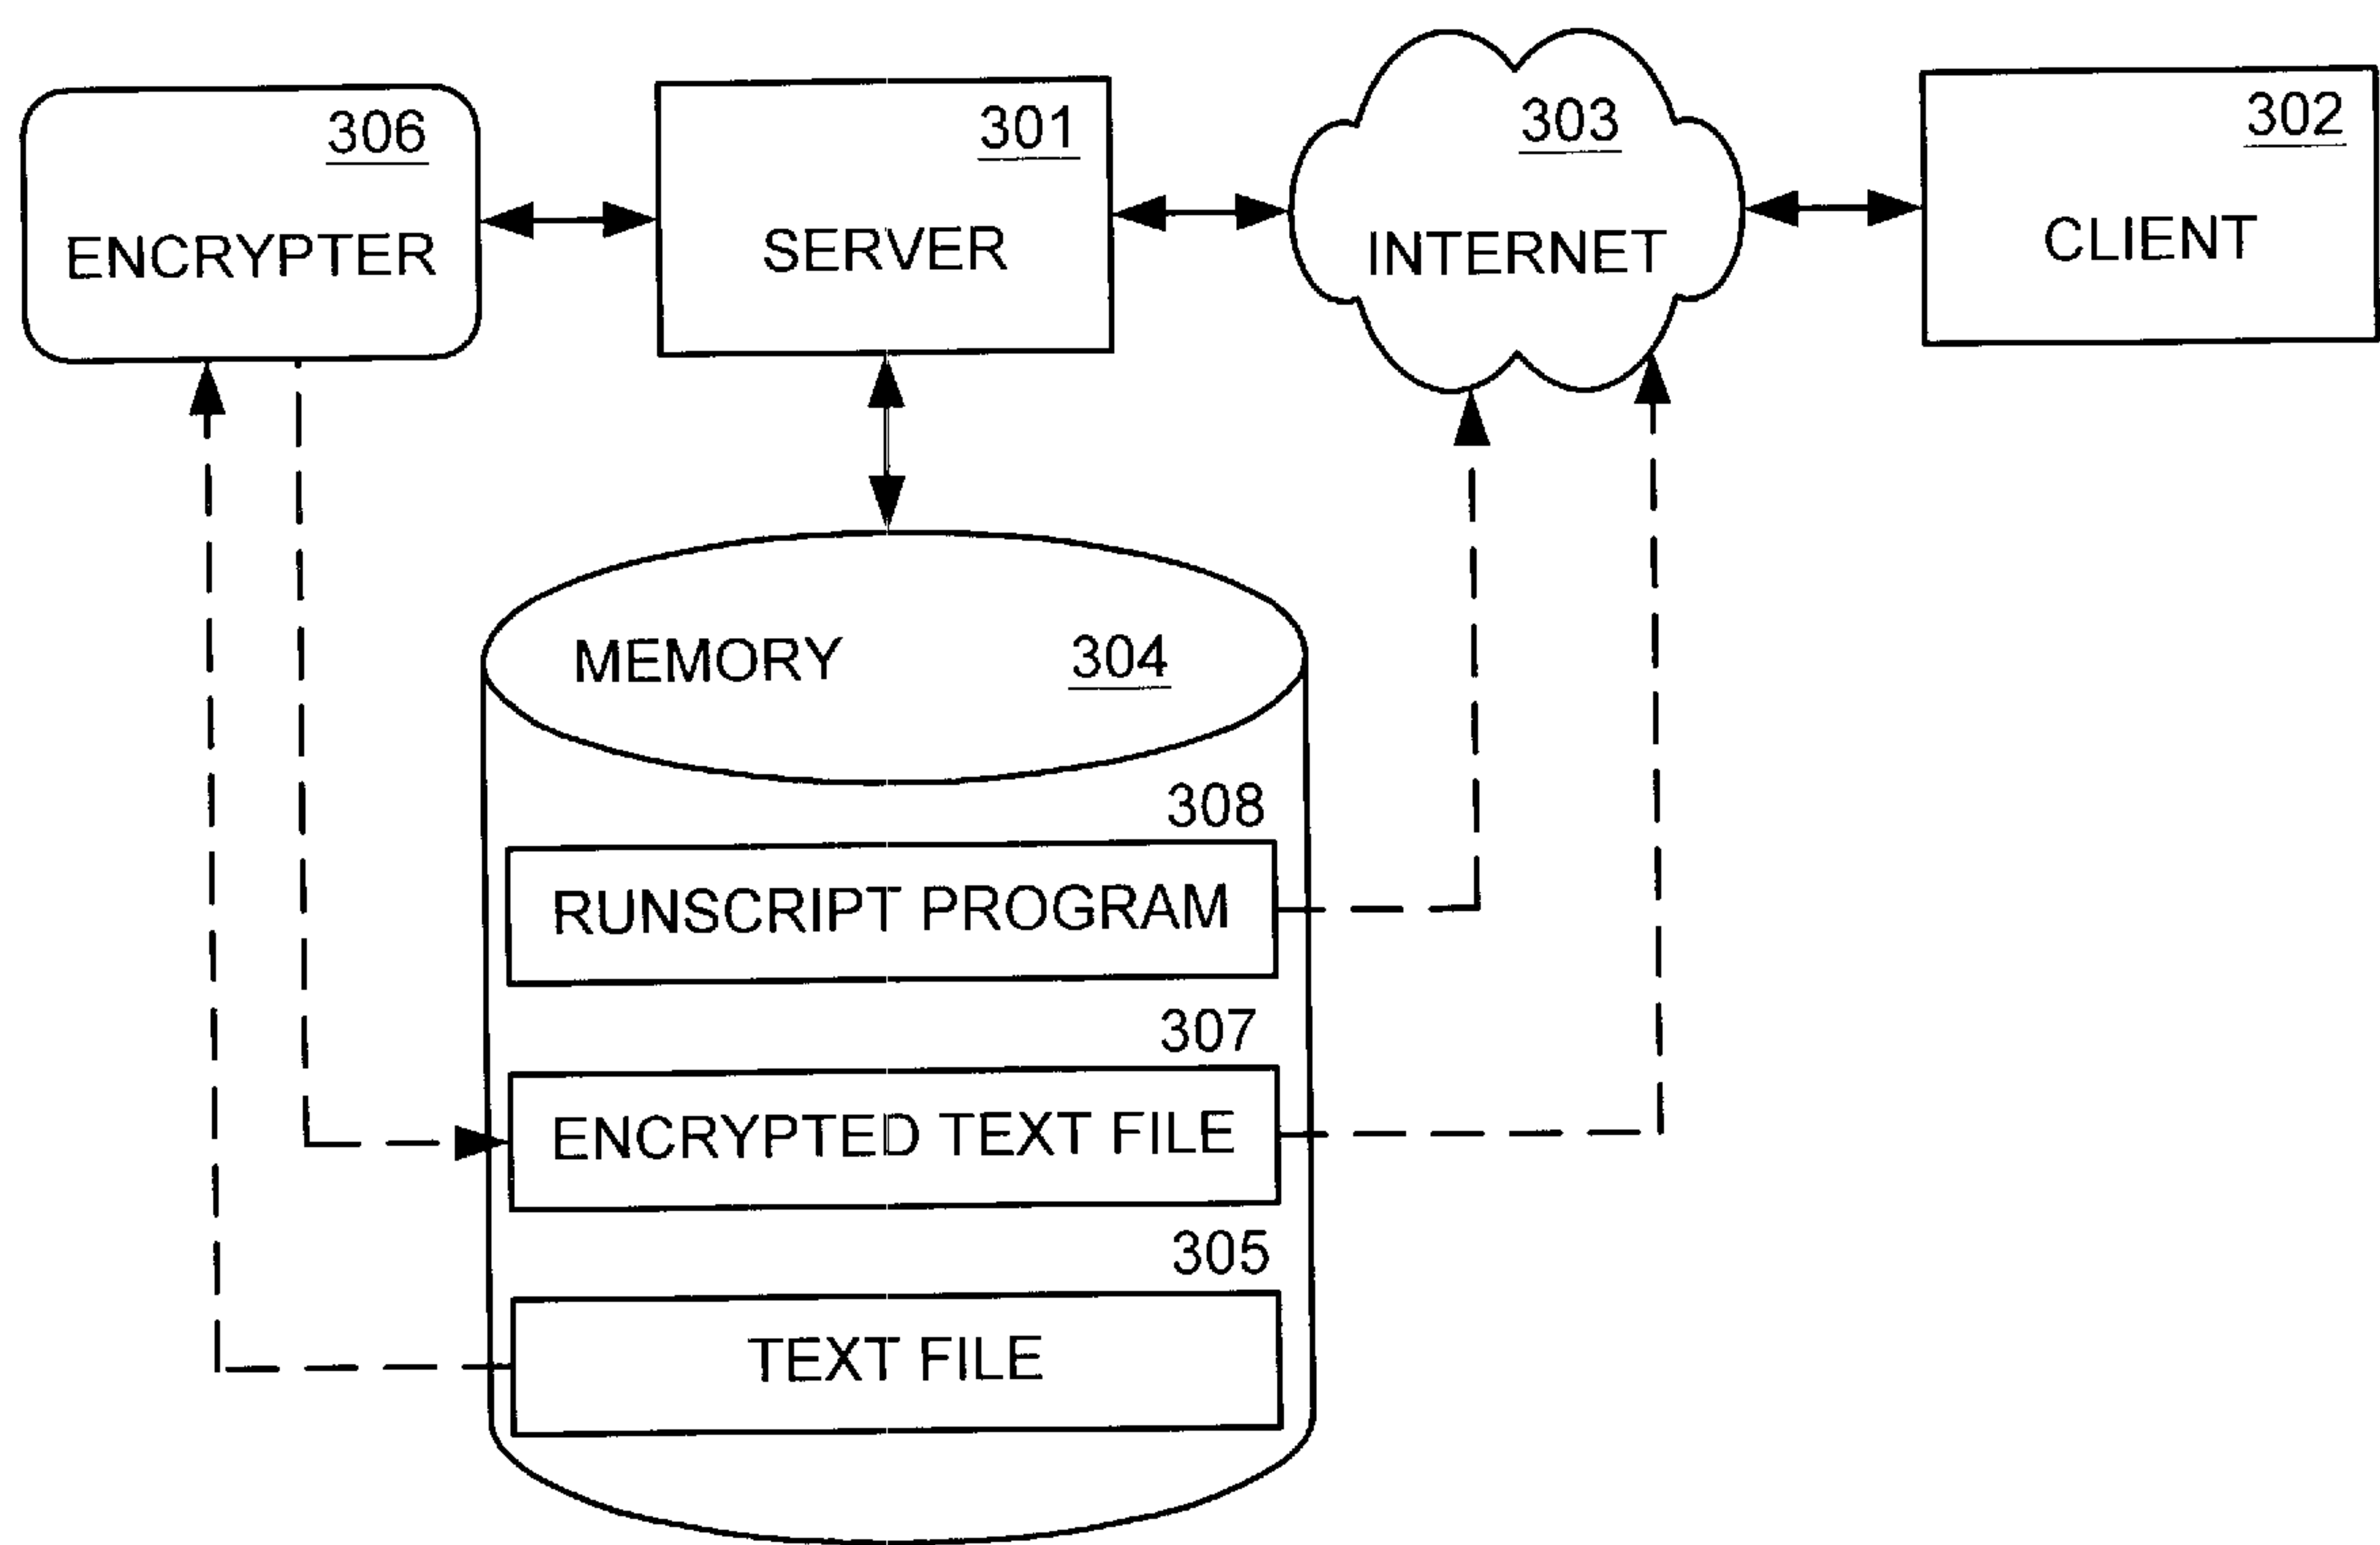 306
ENCRYPTER
301
SERVER
303
INTERNET
302
CLIENT
MEMORY 304
308
RUNSCRIPT PROGRAM
307
ENCRYPTED TEXT FILE
305
TEXT FILE